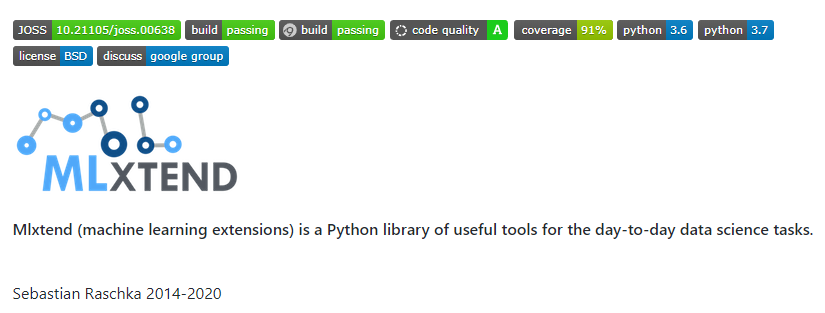 JOSS 10.21105/joss.00638 build passing build passing code quality A coverage 91% python 3.6 python 3.7
license BSD discuss google group
MLXTEND
Mlxtend (machine learning extensions) is a Python library of useful tools for the day-to-day data science tasks.
Sebastian Raschka 2014-2020